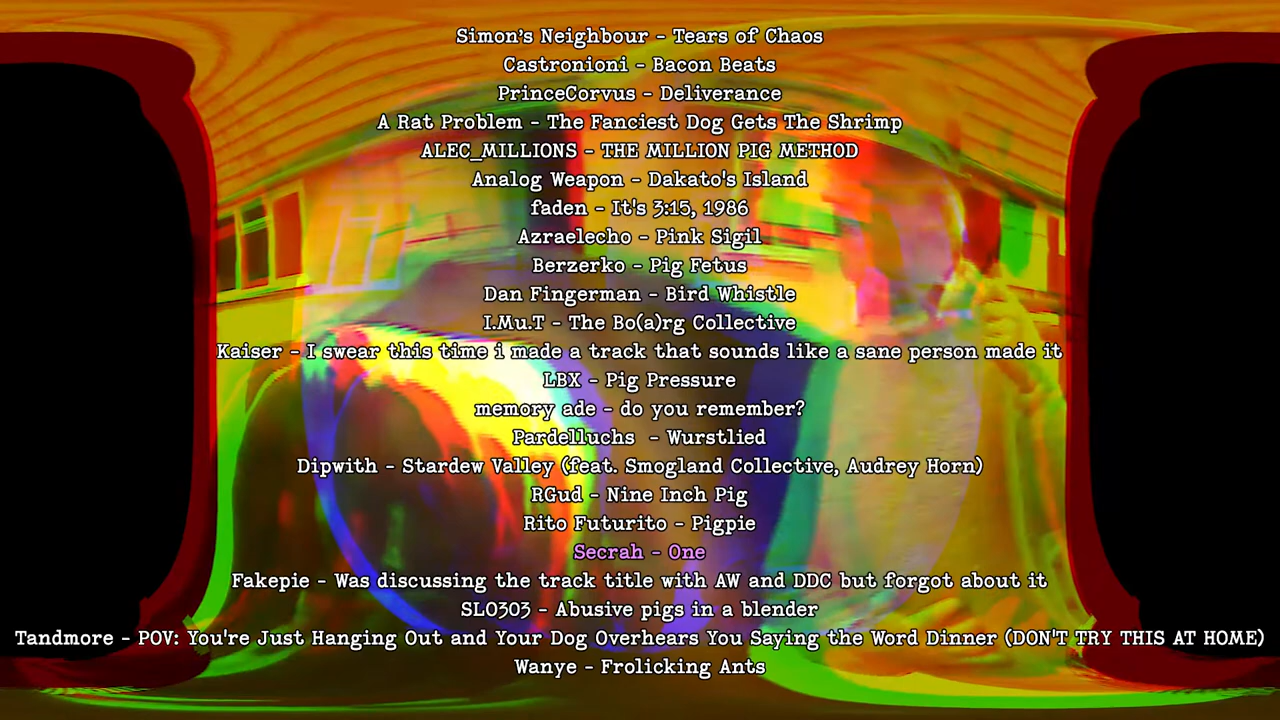 Simon's Neighbour - Tears of Chaos
Castronioni - Bacon Beats
PrinceCorvus - Deliverance
A Rat Problem - The Fanciest Dog Gets The Shrimp
ALEC_MILLIONS - THE MILLION PIG METHOD
Analog Weapon - Dakato's Island
faden - It's 3:15, 1986
Azraelecho - Pink Sigil
Berzerko - Pig Fetus
Dan Fingerman - Bird Whistle
I.Mu.T - The Bo(a)rg Collective
Kaiser - I swear this time i made a track that sounds like a sane person made it
LBX - Pig Pressure
memory ade - do you remember?
Pardelluchs - Wurstlied
Dipwith - Stardew Valley (feat. Smogland Collective, Audrey Horn)
RGud - Nine Inch Pig
Rito Futurito - Pigpie
Secrah - One
Fakepie - Was discussing the track title with AW and DDC but forgot about it
SL0303 - Abusive pigs in a blender
Tandmore - POV: You're Just Hanging Out and Your Dog Overhears You Saying the Word Dinner (DON'T TRY THIS AT HOME)
Wanye - Frolicking Ants